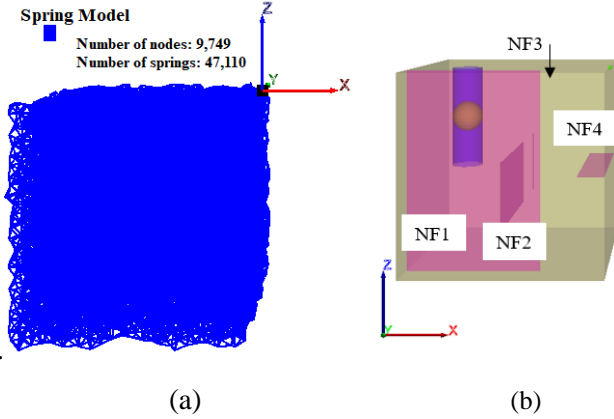 Spring Model
Number of nodes: 9,749
Number of springs: 47,110
Z
Y
X
NF3
NF4
NF1
NF2
Z
Y
X
(a)
(b)